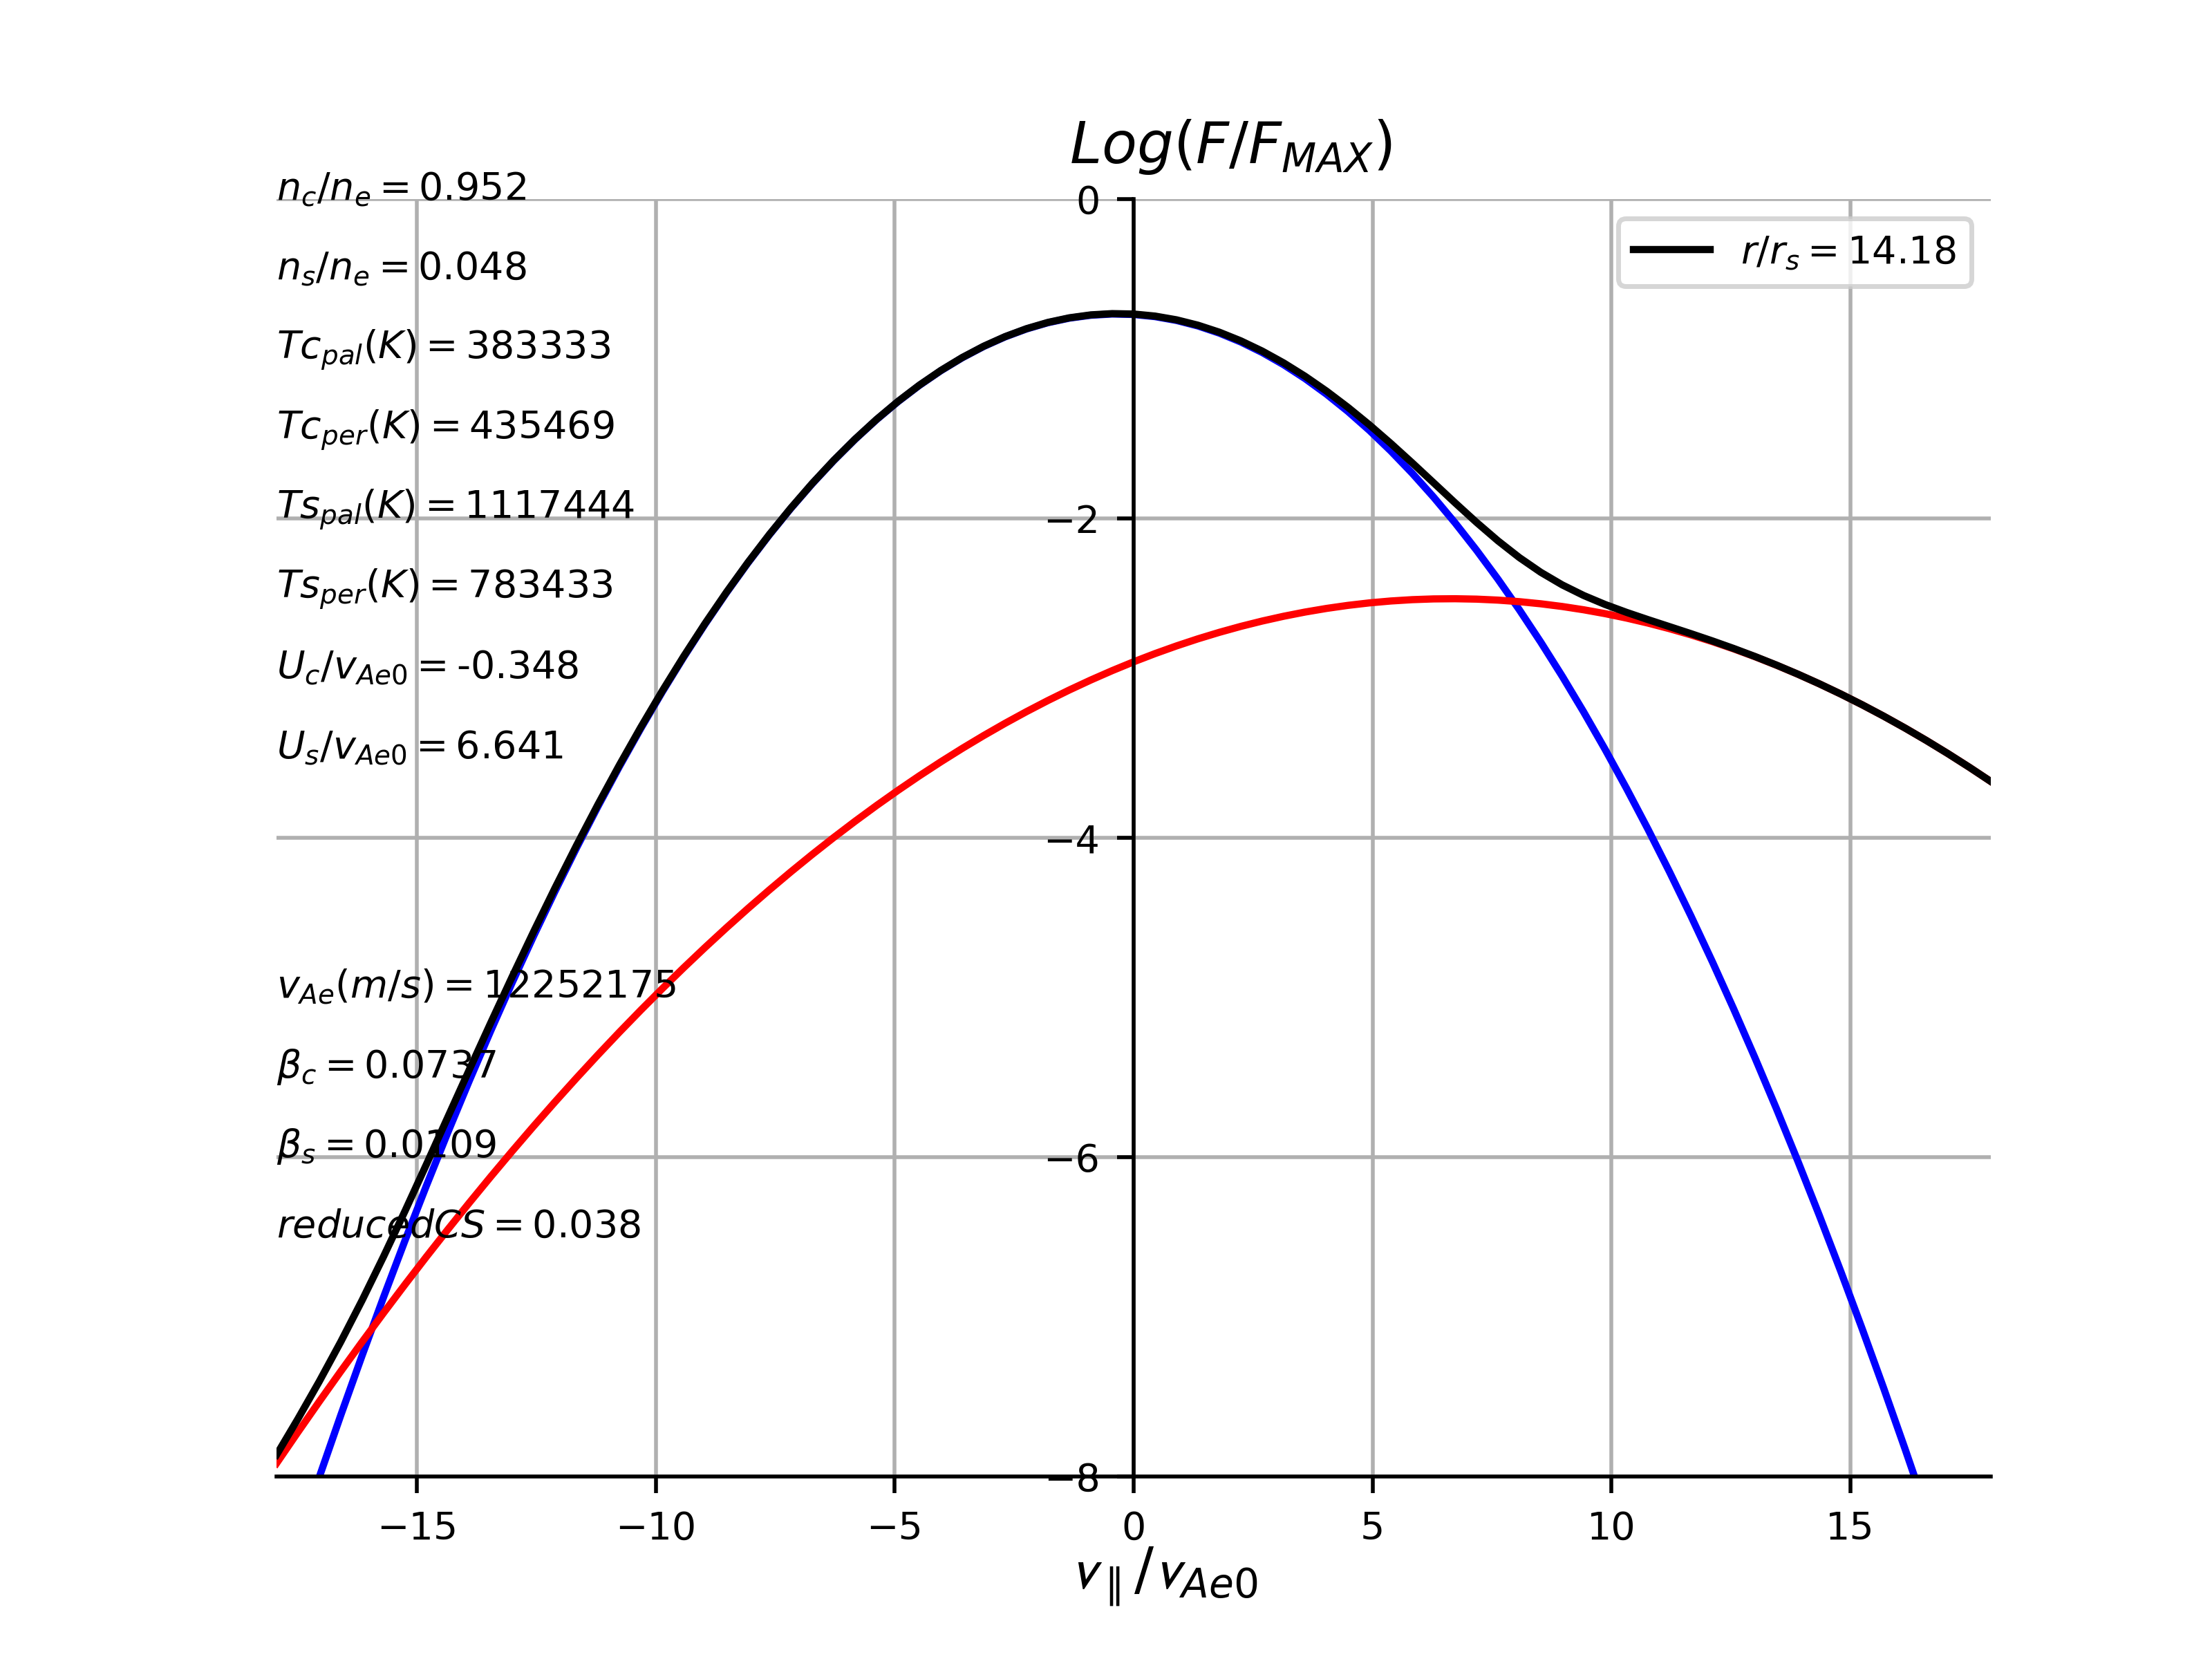 Log(F/F_MAX)
n_c/n_e = 0.952
0
r/r_s = 14.18
n_s/n_e = 0.048
Tc_pal(K) = 383333
Tc_per(K) = 435469
Ts_pal(K) = 1117444
−2
Ts_per(K) = 783433
U_c/v_Ae0 = -0.348
U_s/v_Ae0 = 6.641
−4
v_Ae(m/s) = 12252175
β_c = 0.0737
β_s = 0.0109
−6
reducedCS = 0.038
−8
−15 −10 −5 0 5 10 15
v_∥/v_Ae0